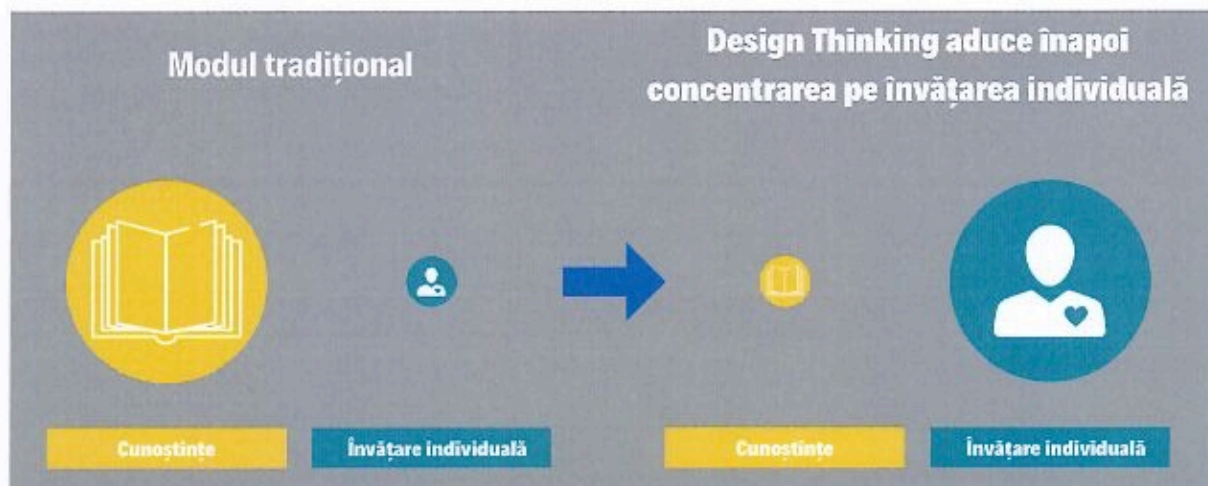 Modul tradițional
Design Thinking aduce înapoi
concentrarea pe învățarea individuală
Cunoștințe
Învățare individuală
Cunoștințe
Învățare individuală